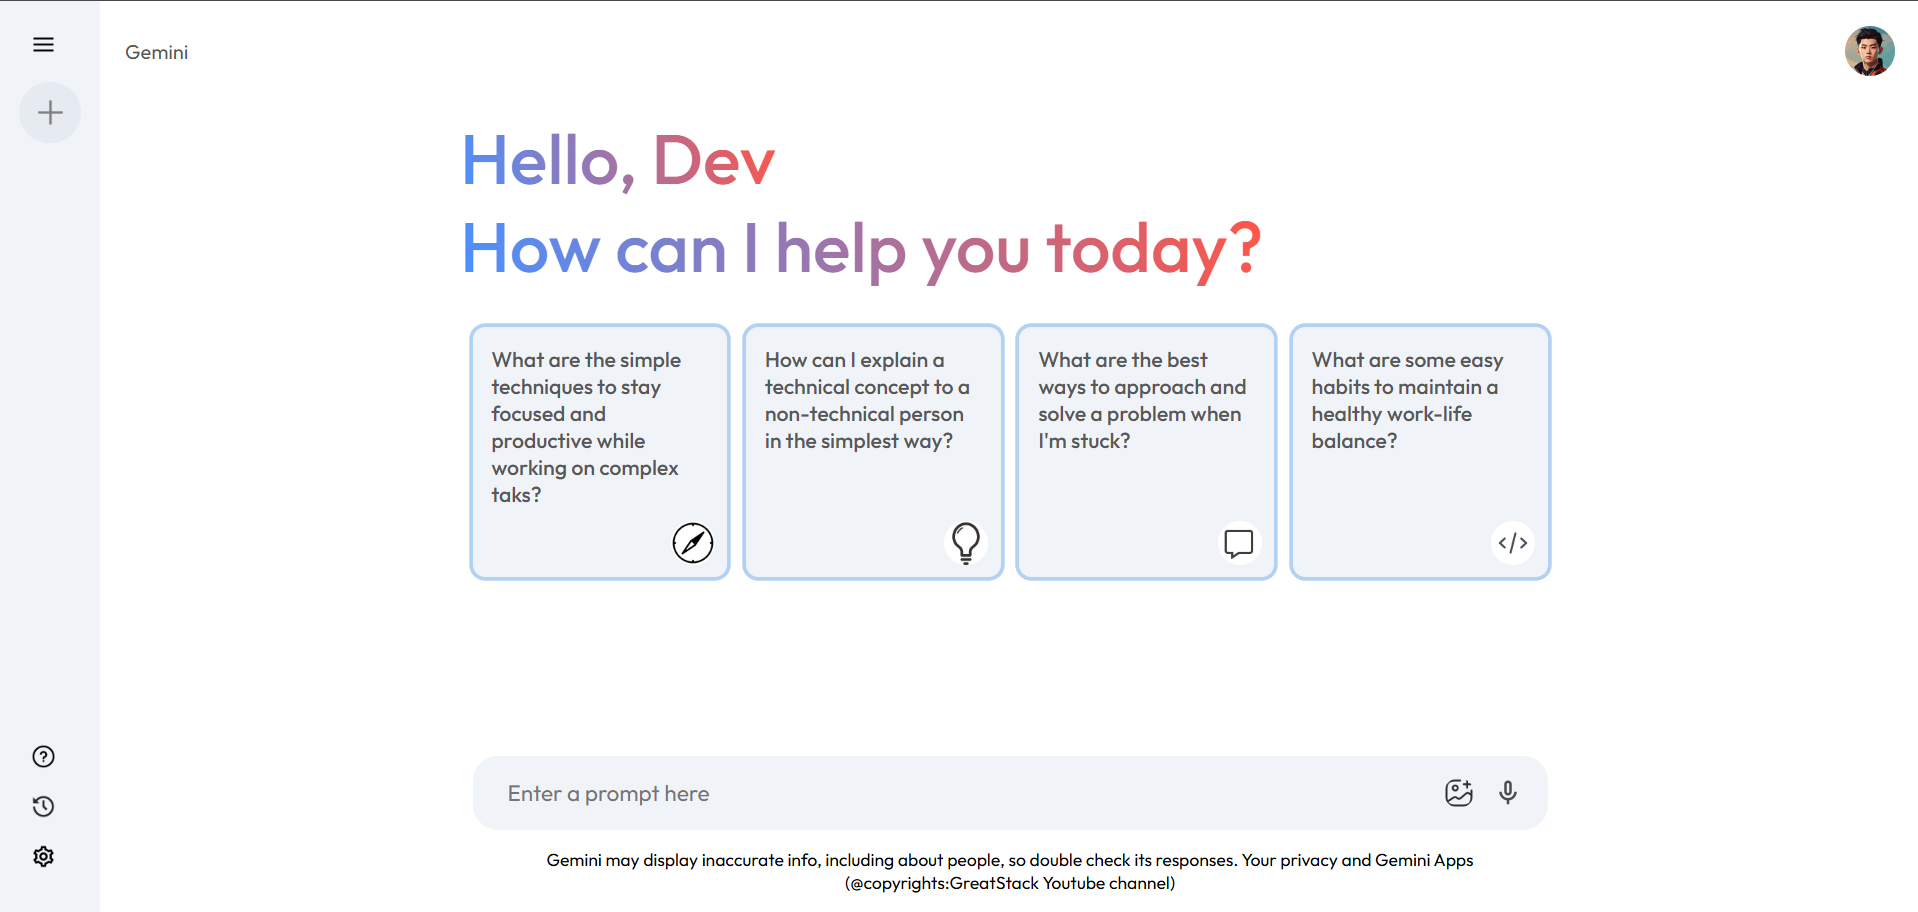 Gemini
Hello, Dev
How can I help you today?
What are the simple
techniques to stay
focused and
productive while
working on complex
taks?
How can I explain a
technical concept to a
non-technical person
in the simplest way?
What are the best
ways to approach and
solve a problem when
I'm stuck?
What are some easy
habits to maintain a
healthy work-life
balance?
Enter a prompt here
Gemini may display inaccurate info, including about people, so double check its responses. Your privacy and Gemini Apps
(@copyrights:GreatStack Youtube channel)